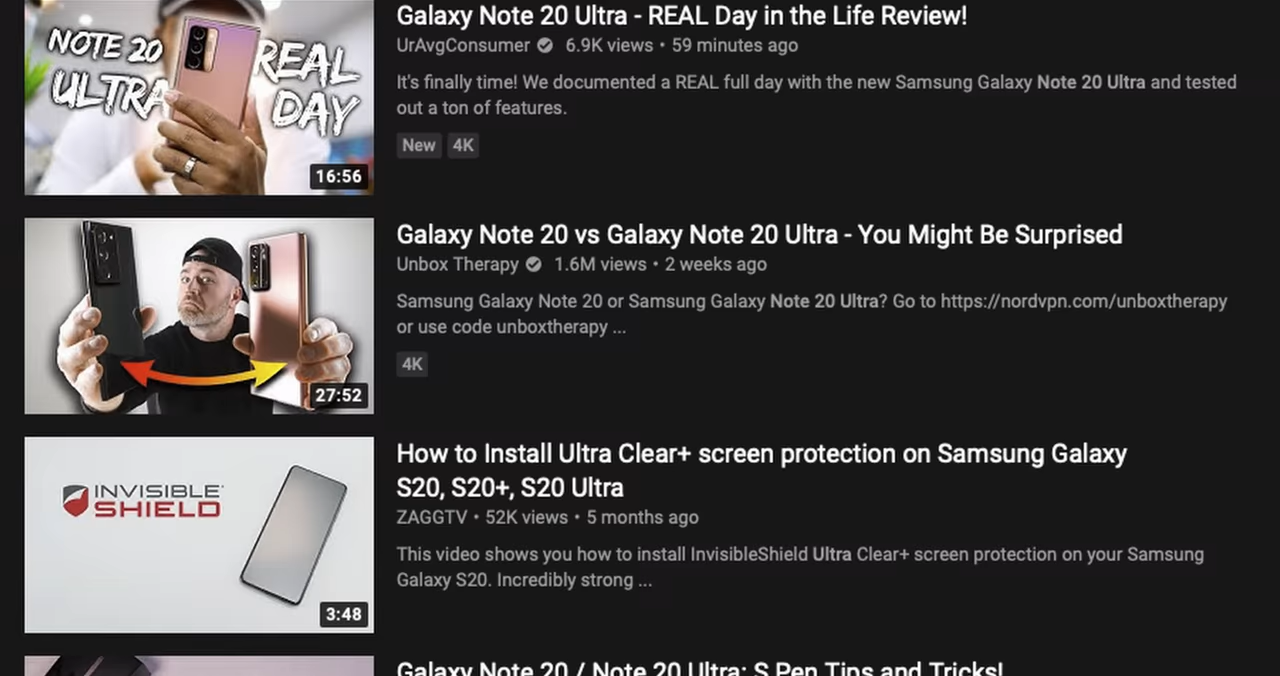 NOTE 20
ULTRA
REAL
DAY
16:56
Galaxy Note 20 Ultra - REAL Day in the Life Review!
UrAvgConsumer 6.9K views • 59 minutes ago
It's finally time! We documented a REAL full day with the new Samsung Galaxy Note 20 Ultra and tested
out a ton of features.
New 4K
27:52
Galaxy Note 20 vs Galaxy Note 20 Ultra - You Might Be Surprised
Unbox Therapy 1.6M views • 2 weeks ago
Samsung Galaxy Note 20 or Samsung Galaxy Note 20 Ultra? Go to https://nordvpn.com/unboxtherapy
or use code unboxtherapy ...
4K
INVISIBLE
SHIELD
3:48
How to Install Ultra Clear+ screen protection on Samsung Galaxy
S20, S20+, S20 Ultra
ZAGGTV • 52K views • 5 months ago
This video shows you how to install InvisibleShield Ultra Clear+ screen protection on your Samsung
Galaxy S20. Incredibly strong ...
Galaxy Note 20 / Note 20 Ultra: S Pen Tips and Tricks!